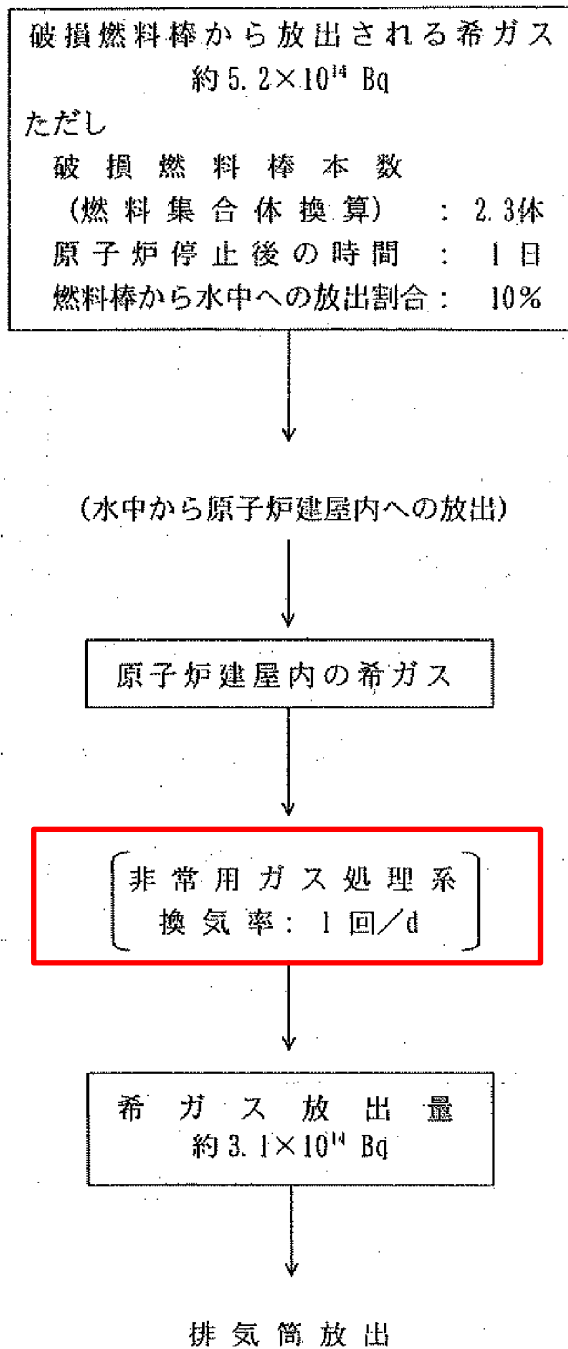 破損燃料棒から放出される希ガス
約5.2×10¹⁴ Bq
ただし
破損燃料棒本数
(燃料集合体換算) : 2.3体
原子炉停止後の時間 : 1日
燃料棒から水中への放出割合: 10%
(水中から原子炉建屋内への放出)
原子炉建屋内の希ガス
非常用ガス処理系
換気率: 1回/d
希ガス放出量
約3.1×10¹⁴ Bq
排気筒放出